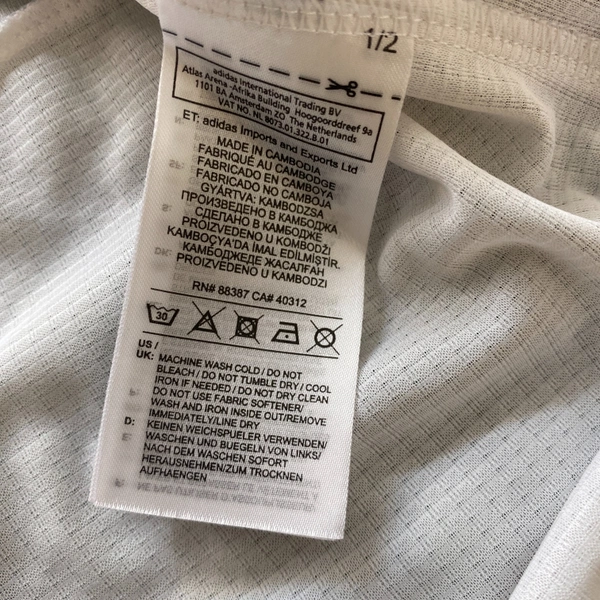 1/2
adidas International Trading BV
Atlas Arena -Afrika Building Hoogoorddreef 9a
1101 BA Amsterdam ZO The Netherlands
VAT NO. NL 8073.01.322.B.01
ET: adidas Imports and Exports Ltd
MADE IN CAMBODIA
FABRIQUÉ AU CAMBODGE
FABRICADO EN CAMBOYA
FABRICADO NO CAMBOJA
GYÁRTVA: KAMBODZSA
ПРОИЗВЕДЕНО В КАМБОДЖА
СДЕЛАНО В КАМБОДЖЕ
PROIZVEDENO U KOMBODŽI
KAMBOÇYA'DA İMAL EDİLMİŞTİR.
КАМБОДЖЕДЕ ЖАСАЛҒАН
PROIZVEDENO U KAMBODZI
RN# 88387 CA# 40312
30
US /
UK: MACHINE WASH COLD / DO NOT
BLEACH / DO NOT TUMBLE DRY / COOL
IRON IF NEEDED / DO NOT DRY CLEAN
DO NOT USE FABRIC SOFTENER/
WASH AND IRON INSIDE OUT/REMOVE
IMMEDIATELY/LINE DRY
D: KEINEN WEICHSPUELER VERWENDEN/
WASCHEN UND BUEGELN VON LINKS/
NACH DEM WASCHEN SOFORT
HERAUSNEHMEN/ZUM TROCKNEN
AUFHAENGEN